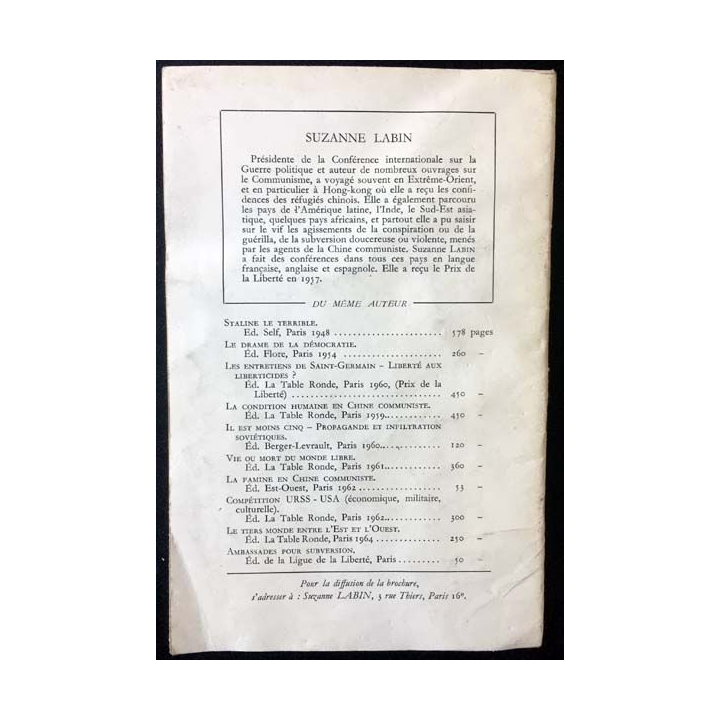 SUZANNE LABIN
Présidente de la Conférence internationale sur la
Guerre politique et auteur de nombreux ouvrages sur
le Communisme, a voyagé souvent en Extrême-Orient,
et en particulier à Hong-kong où elle a reçu les confi-
dences des réfugiés chinois. Elle a également parcouru
les pays de l'Amérique latine, l'Inde, le Sud-Est asia-
tique, quelques pays africains, et partout elle a pu saisir
sur le vif les agissements de la conspiration ou de la
guérilla, de la subversion doucereuse ou violente, menés
par les agents de la Chine communiste. Suzanne LABIN
a fait des conférences dans tous ces pays en langue
française, anglaise et espagnole. Elle a reçu le Prix de
la Liberté en 1957.
DU MÊME AUTEUR
STALINE LE TERRIBLE.
Éd. Self, Paris 1948 ...................... 578 pages
LE DRAME DE LA DÉMOCRATIE.
Éd. Flore, Paris 1954 .................... 260 –
LES ENTRETIENS DE SAINT-GERMAIN – LIBERTÉ AUX
LIBERTICIDES ?
Éd. La Table Ronde, Paris 1960, (Prix de la
Liberté) .............................. 450 –
LA CONDITION HUMAINE EN CHINE COMMUNISTE.
Éd. La Table Ronde, Paris 1959............ 450 –
IL EST MOINS CINQ – PROPAGANDE ET INFILTRATION
SOVIÉTIQUES.
Éd. Berger-Levrault, Paris 1960............ 120 –
VIE OU MORT DU MONDE LIBRE.
Éd. La Table Ronde, Paris 1961............ 360 –
LA FAMINE EN CHINE COMMUNISTE.
Éd. Est-Ouest, Paris 1962 ................ 53 –
COMPÉTITION URSS - USA (économique, militaire,
culturelle).
Éd. La Table Ronde, Paris 1962............ 300 –
LE TIERS MONDE ENTRE L'EST ET L'OUEST.
Éd. La Table Ronde, Paris 1964 ............. 250 –
AMBASSADES POUR SUBVERSION.
Éd. de la Ligue de la Liberté, Paris ......... 50 –
Pour la diffusion de la brochure,
s'adresser à : Suzanne LABIN, 3 rue Thiers, Paris 16e.